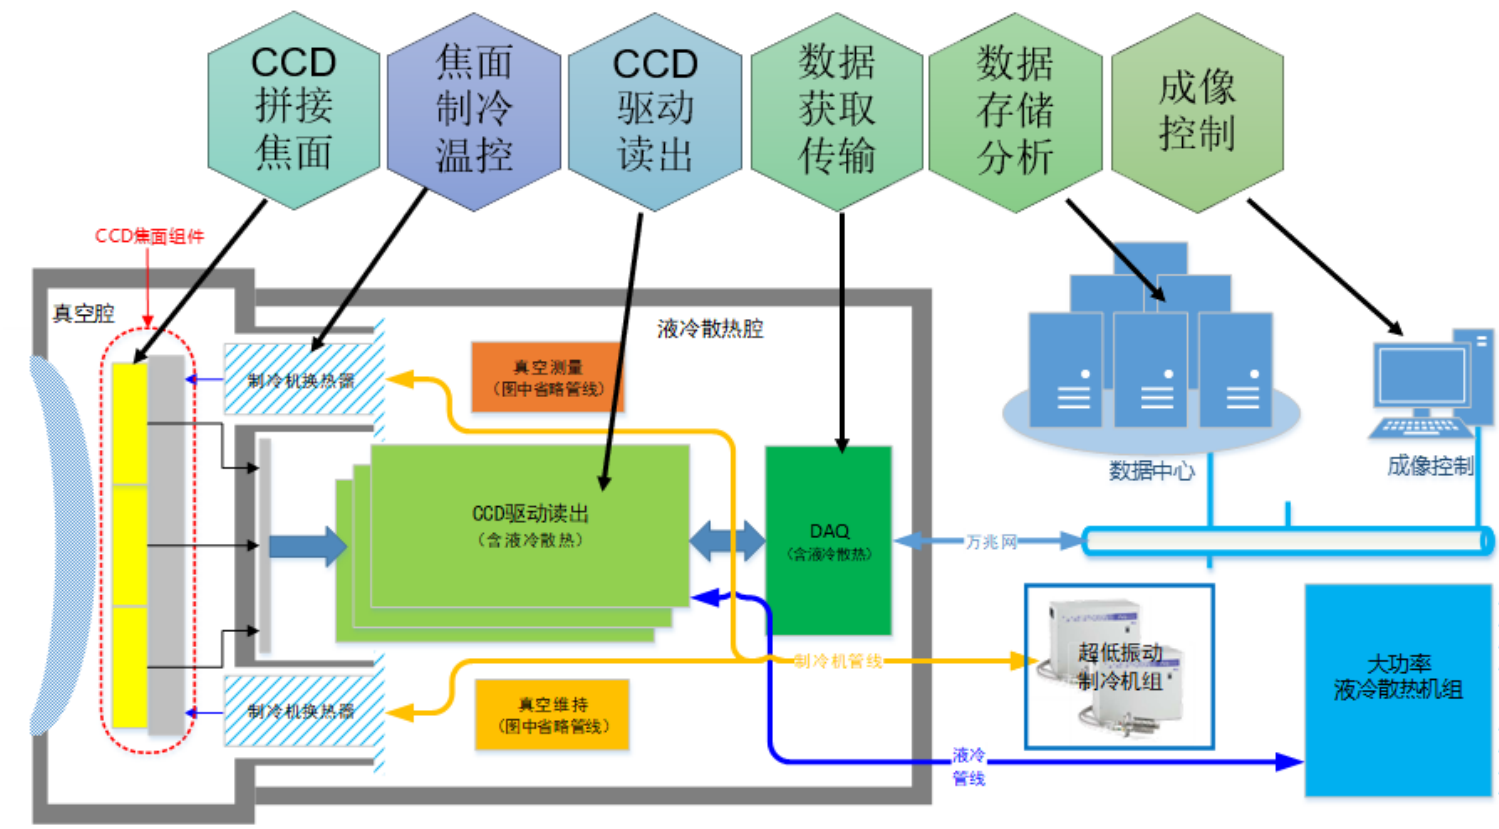 CCD
拼接
焦面
焦面
制冷
温控
CCD
驱动
读出
数据
获取
传输
数据
存储
分析
成像
控制
CCD焦面组件
真空腔
液冷散热腔
制冷机换热器
真空测量
（图中省略管线）
CCD驱动读出
（含液冷散热）
DAQ
（含液冷散热）
万兆网
数据中心
成像控制
制冷机管线
超低振动
制冷机组
大功率
液冷散热机组
制冷机换热器
真空维持
（图中省略管线）
液冷
管线